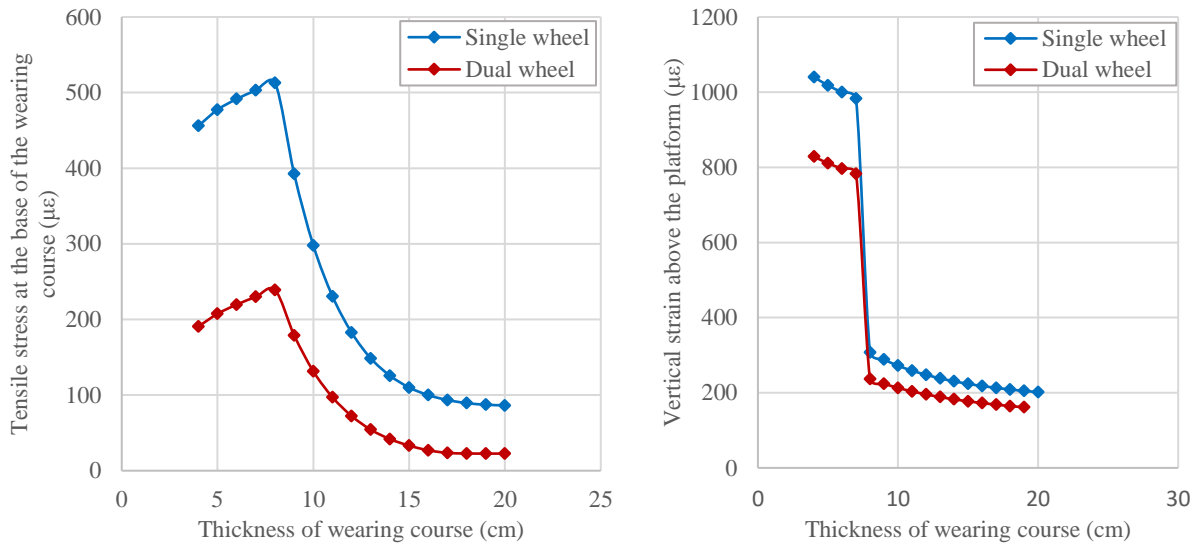 600
500
400
300
200
100
0
0 5 10 15 20 25
Tensile stress at the base of the wearing
course (με)
Thickness of wearing course (cm)
Single wheel
Dual wheel
1200
1000
800
600
400
200
0
0 10 20 30
Vertical strain above the platform (με)
Thickness of wearing course (cm)
Single wheel
Dual wheel